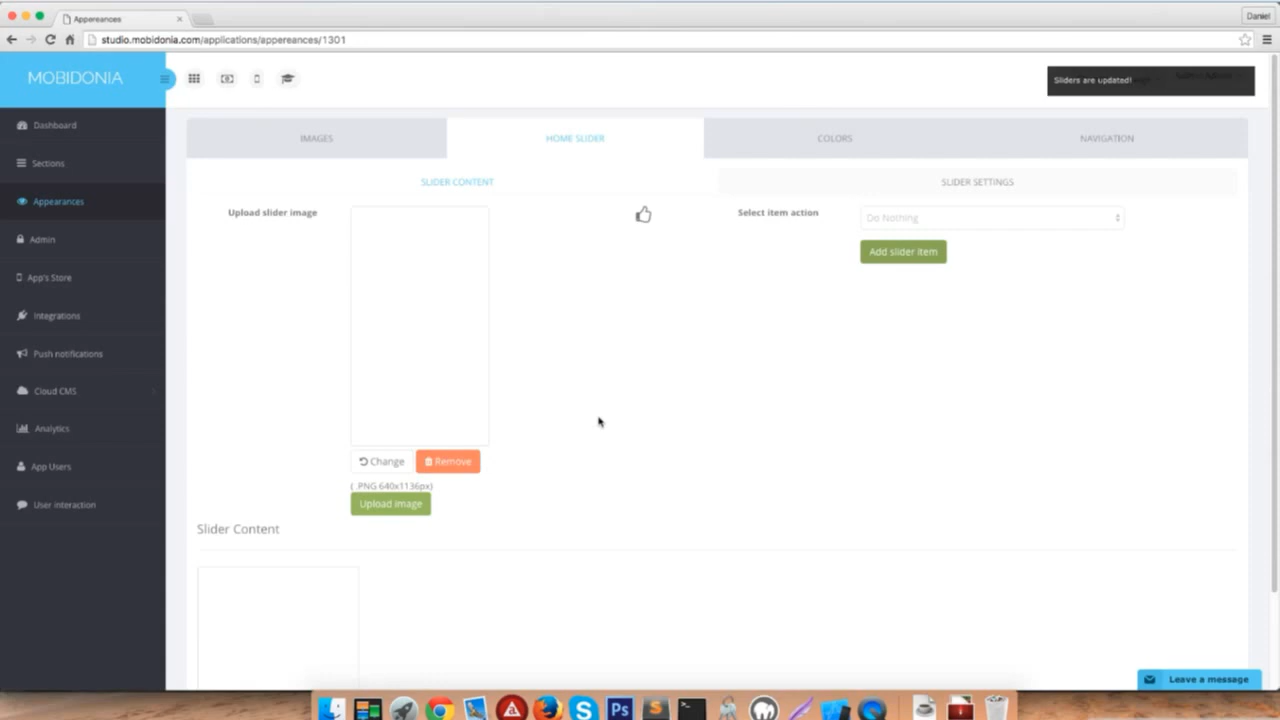 Appereances
Daniel
studio.mobidonia.com/applications/appereances/1301
MOBIDONIA
Sliders are updated!
Dashboard
Sections
Appearances
Admin
App's Store
Integrations
Push notifications
Cloud CMS
Analytics
App Users
User interaction
IMAGES
HOME SLIDER
COLORS
NAVIGATION
SLIDER CONTENT
SLIDER SETTINGS
Upload slider image
Select item action
Do Nothing
Add slider item
Change
Remove
( .PNG 640x1136px)
Upload image
Slider Content
Leave a message
Ps